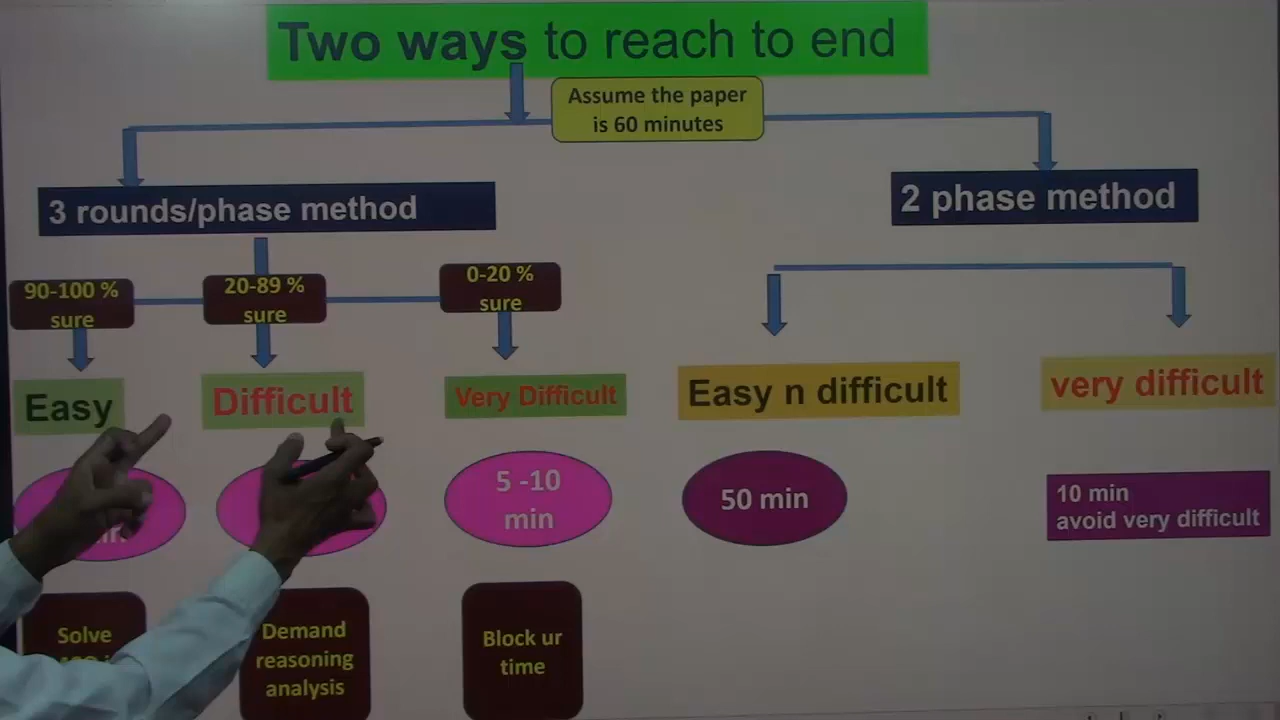 Two ways to reach to end
Assume the paper
is 60 minutes
3 rounds/phase method
2 phase method
90-100 %
sure
20-89 %
sure
0-20 %
sure
Easy
Difficult
Very Difficult
Easy n difficult
very difficult
5 -10
min
50 min
10 min
avoid very difficult
Solve
Demand
reasoning
analysis
Block ur
time